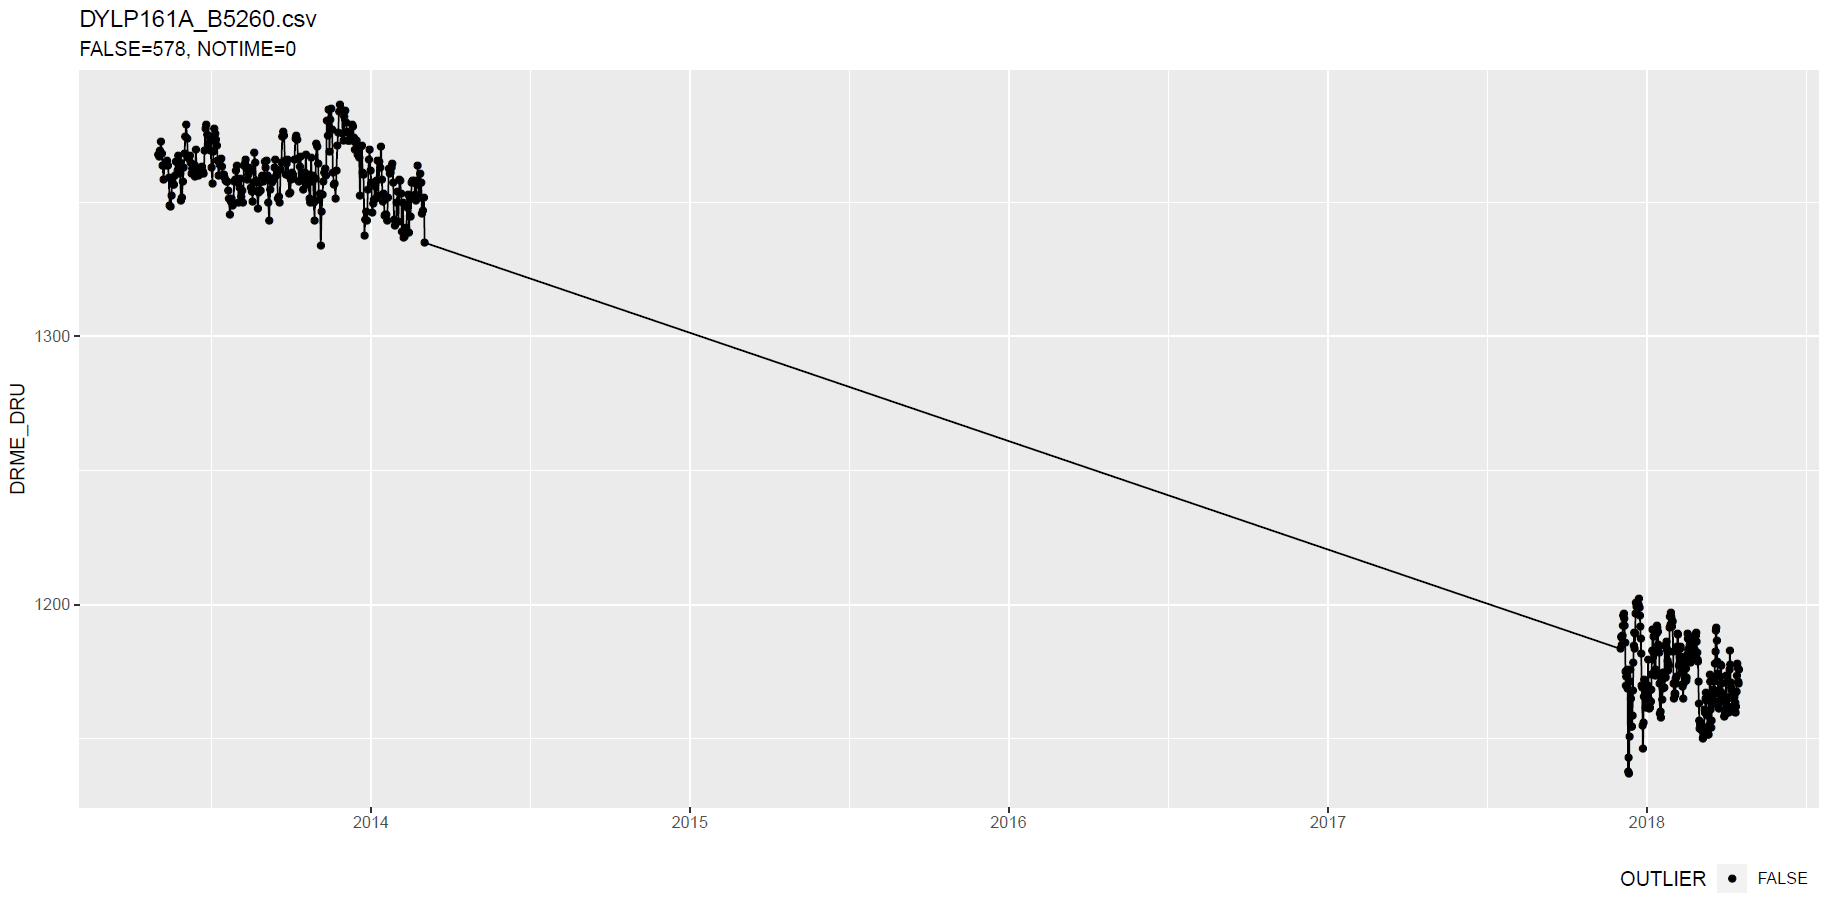 DYLP161A_B5260.csv
FALSE=578, NOTIME=0
DRME_DRU
1300
1200
2014 2015 2016 2017 2018
OUTLIER FALSE